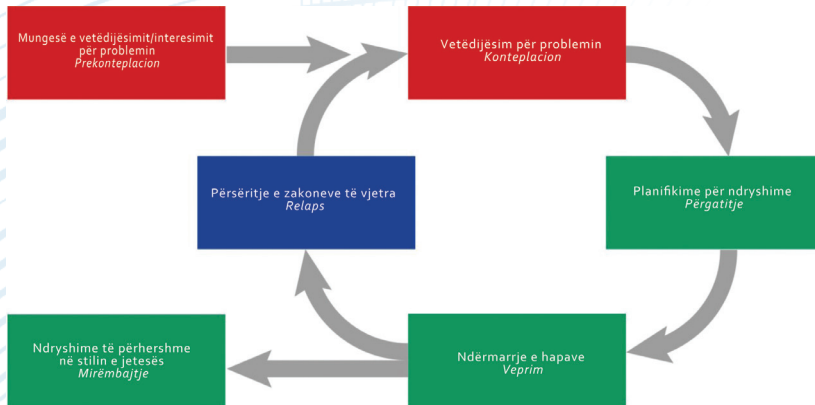 Mungesë e vetëdijësimit/interesimit
për problemin
Prekonteplacion
Vetëdijësim për problemin
Konteplacion
Përsëritje e zakoneve të vjetra
Relaps
Planifikime për ndryshime
Përgatitje
Ndryshime të përhershme
në stilin e jetesës
Mirëmbajtje
Ndërmarrje e hapave
Veprim